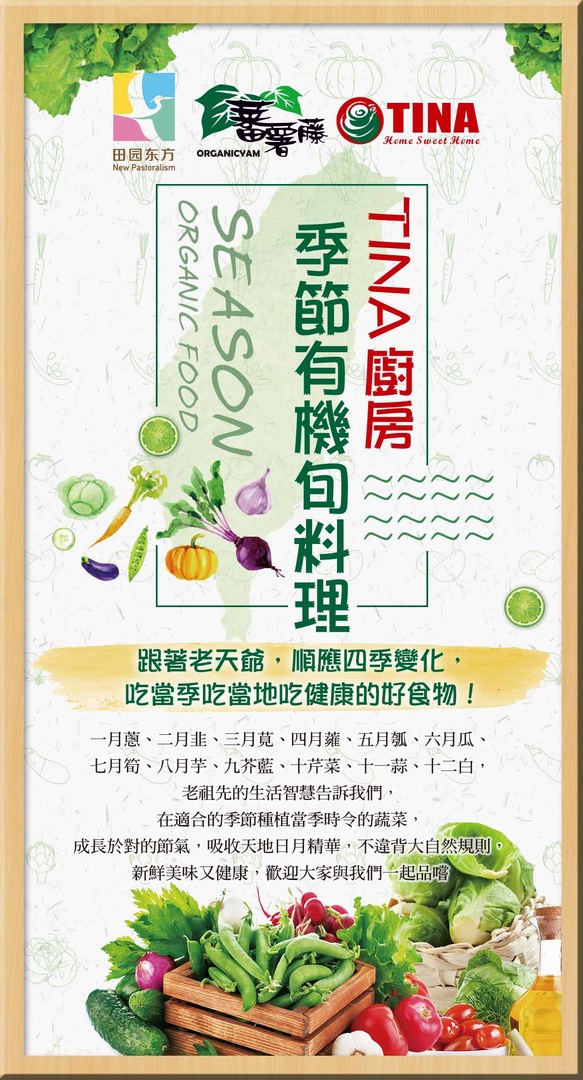 田园东方
New Pastoralism
蕃薯藤
ORGANICYAM
TINA
Home Sweet Home
TINA廚房
季節有機旬料理
SEASON
ORGANIC FOOD
跟著老天爺，順應四季變化，
吃當季吃當地吃健康的好食物！
一月蔥、二月韭、三月莧、四月蕹、五月瓠、六月瓜、
七月筍、八月芋、九芥藍、十芹菜、十一蒜、十二白，
老祖先的生活智慧告訴我們，
在適合的季節種植當季時令的蔬菜，
成長於對的節氣，吸收天地日月精華，不違背大自然規則，
新鮮美味又健康，歡迎大家與我們一起品嚐